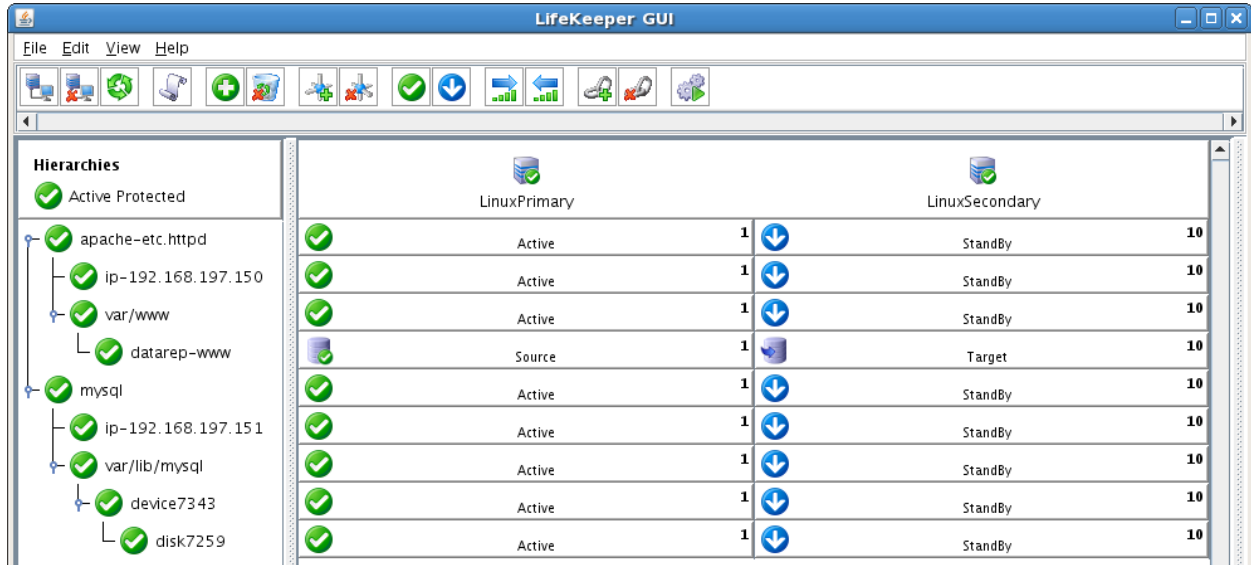 LifeKeeper GUI
File Edit View Help
Hierarchies
Active Protected
LinuxPrimary LinuxSecondary
apache-etc.httpd Active 1 StandBy 10
ip-192.168.197.150 Active 1 StandBy 10
var/www Active 1 StandBy 10
datarep-www Source 1 Target 10
mysql Active 1 StandBy 10
ip-192.168.197.151 Active 1 StandBy 10
var/lib/mysql Active 1 StandBy 10
device7343 Active 1 StandBy 10
disk7259 Active 1 StandBy 10